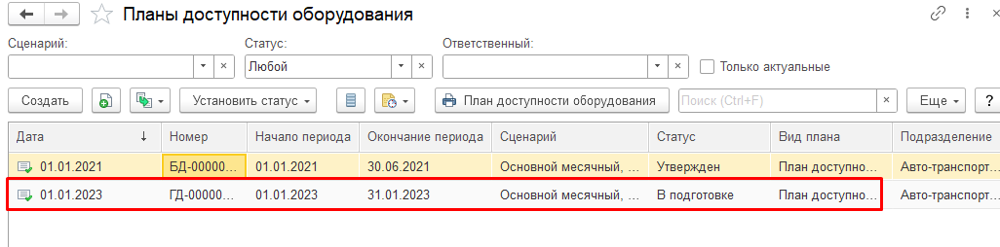 Планы доступности оборудования
Сценарий: Статус: Ответственный:
Любой Только актуальные
Создать Установить статус План доступности оборудования Поиск (Ctrl+F) Еще ?
Дата Номер Начало периода Окончание периода Сценарий Статус Вид плана Подразделение
01.01.2021 БД-00000... 01.01.2021 30.06.2021 Основной месячный, ... Утвержден План доступно... Авто-транспорт...
01.01.2023 ГД-00000... 01.01.2023 31.01.2023 Основной месячный, ... В подготовке План доступно... Авто-транспорт...